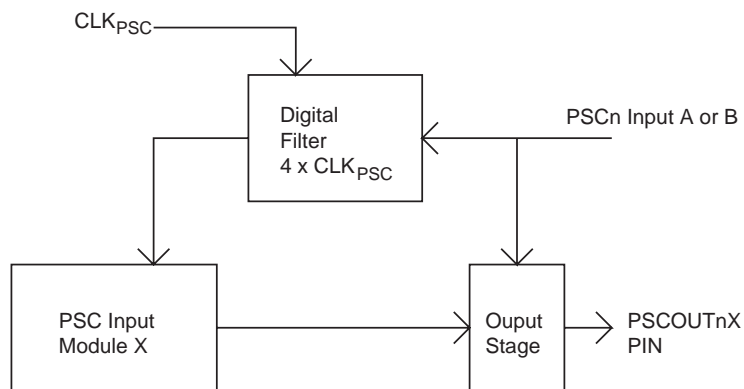 CLKPSC
Digital
Filter
4 x CLKPSC
PSCn Input A or B
PSC Input
Module X
Ouput
Stage
PSCOUTnX
PIN